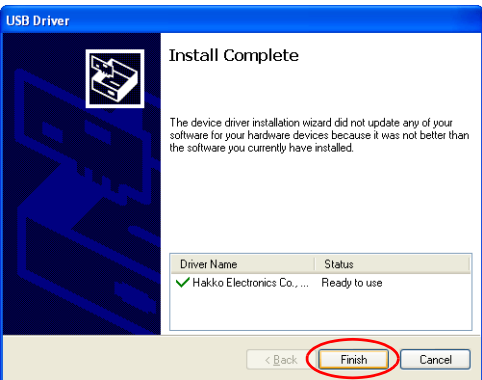 USB Driver
Install Complete
The device driver installation wizard did not update any of your
software for your hardware devices because it was not better than
the software you currently have installed.
Driver Name Status
Hakko Electronics Co., ... Ready to use
< Back Finish Cancel